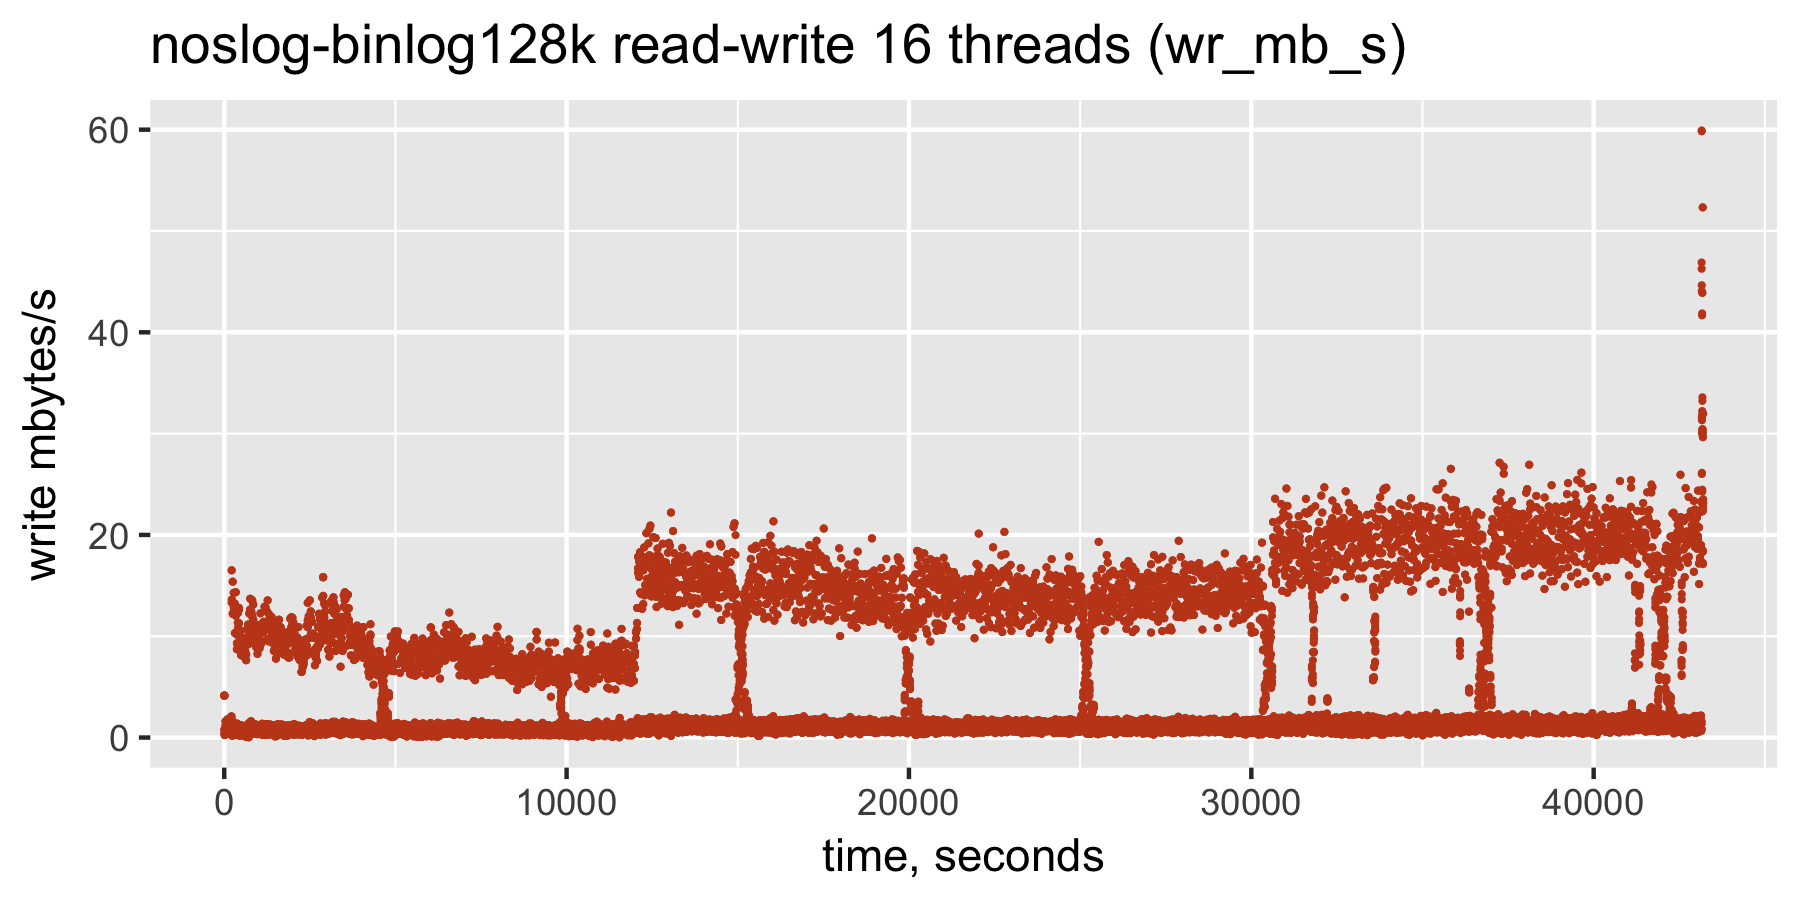 noslog-binlog128k read-write 16 threads (wr_mb_s)
60
40
20
0
write mbytes/s
0 10000 20000 30000 40000
time, seconds